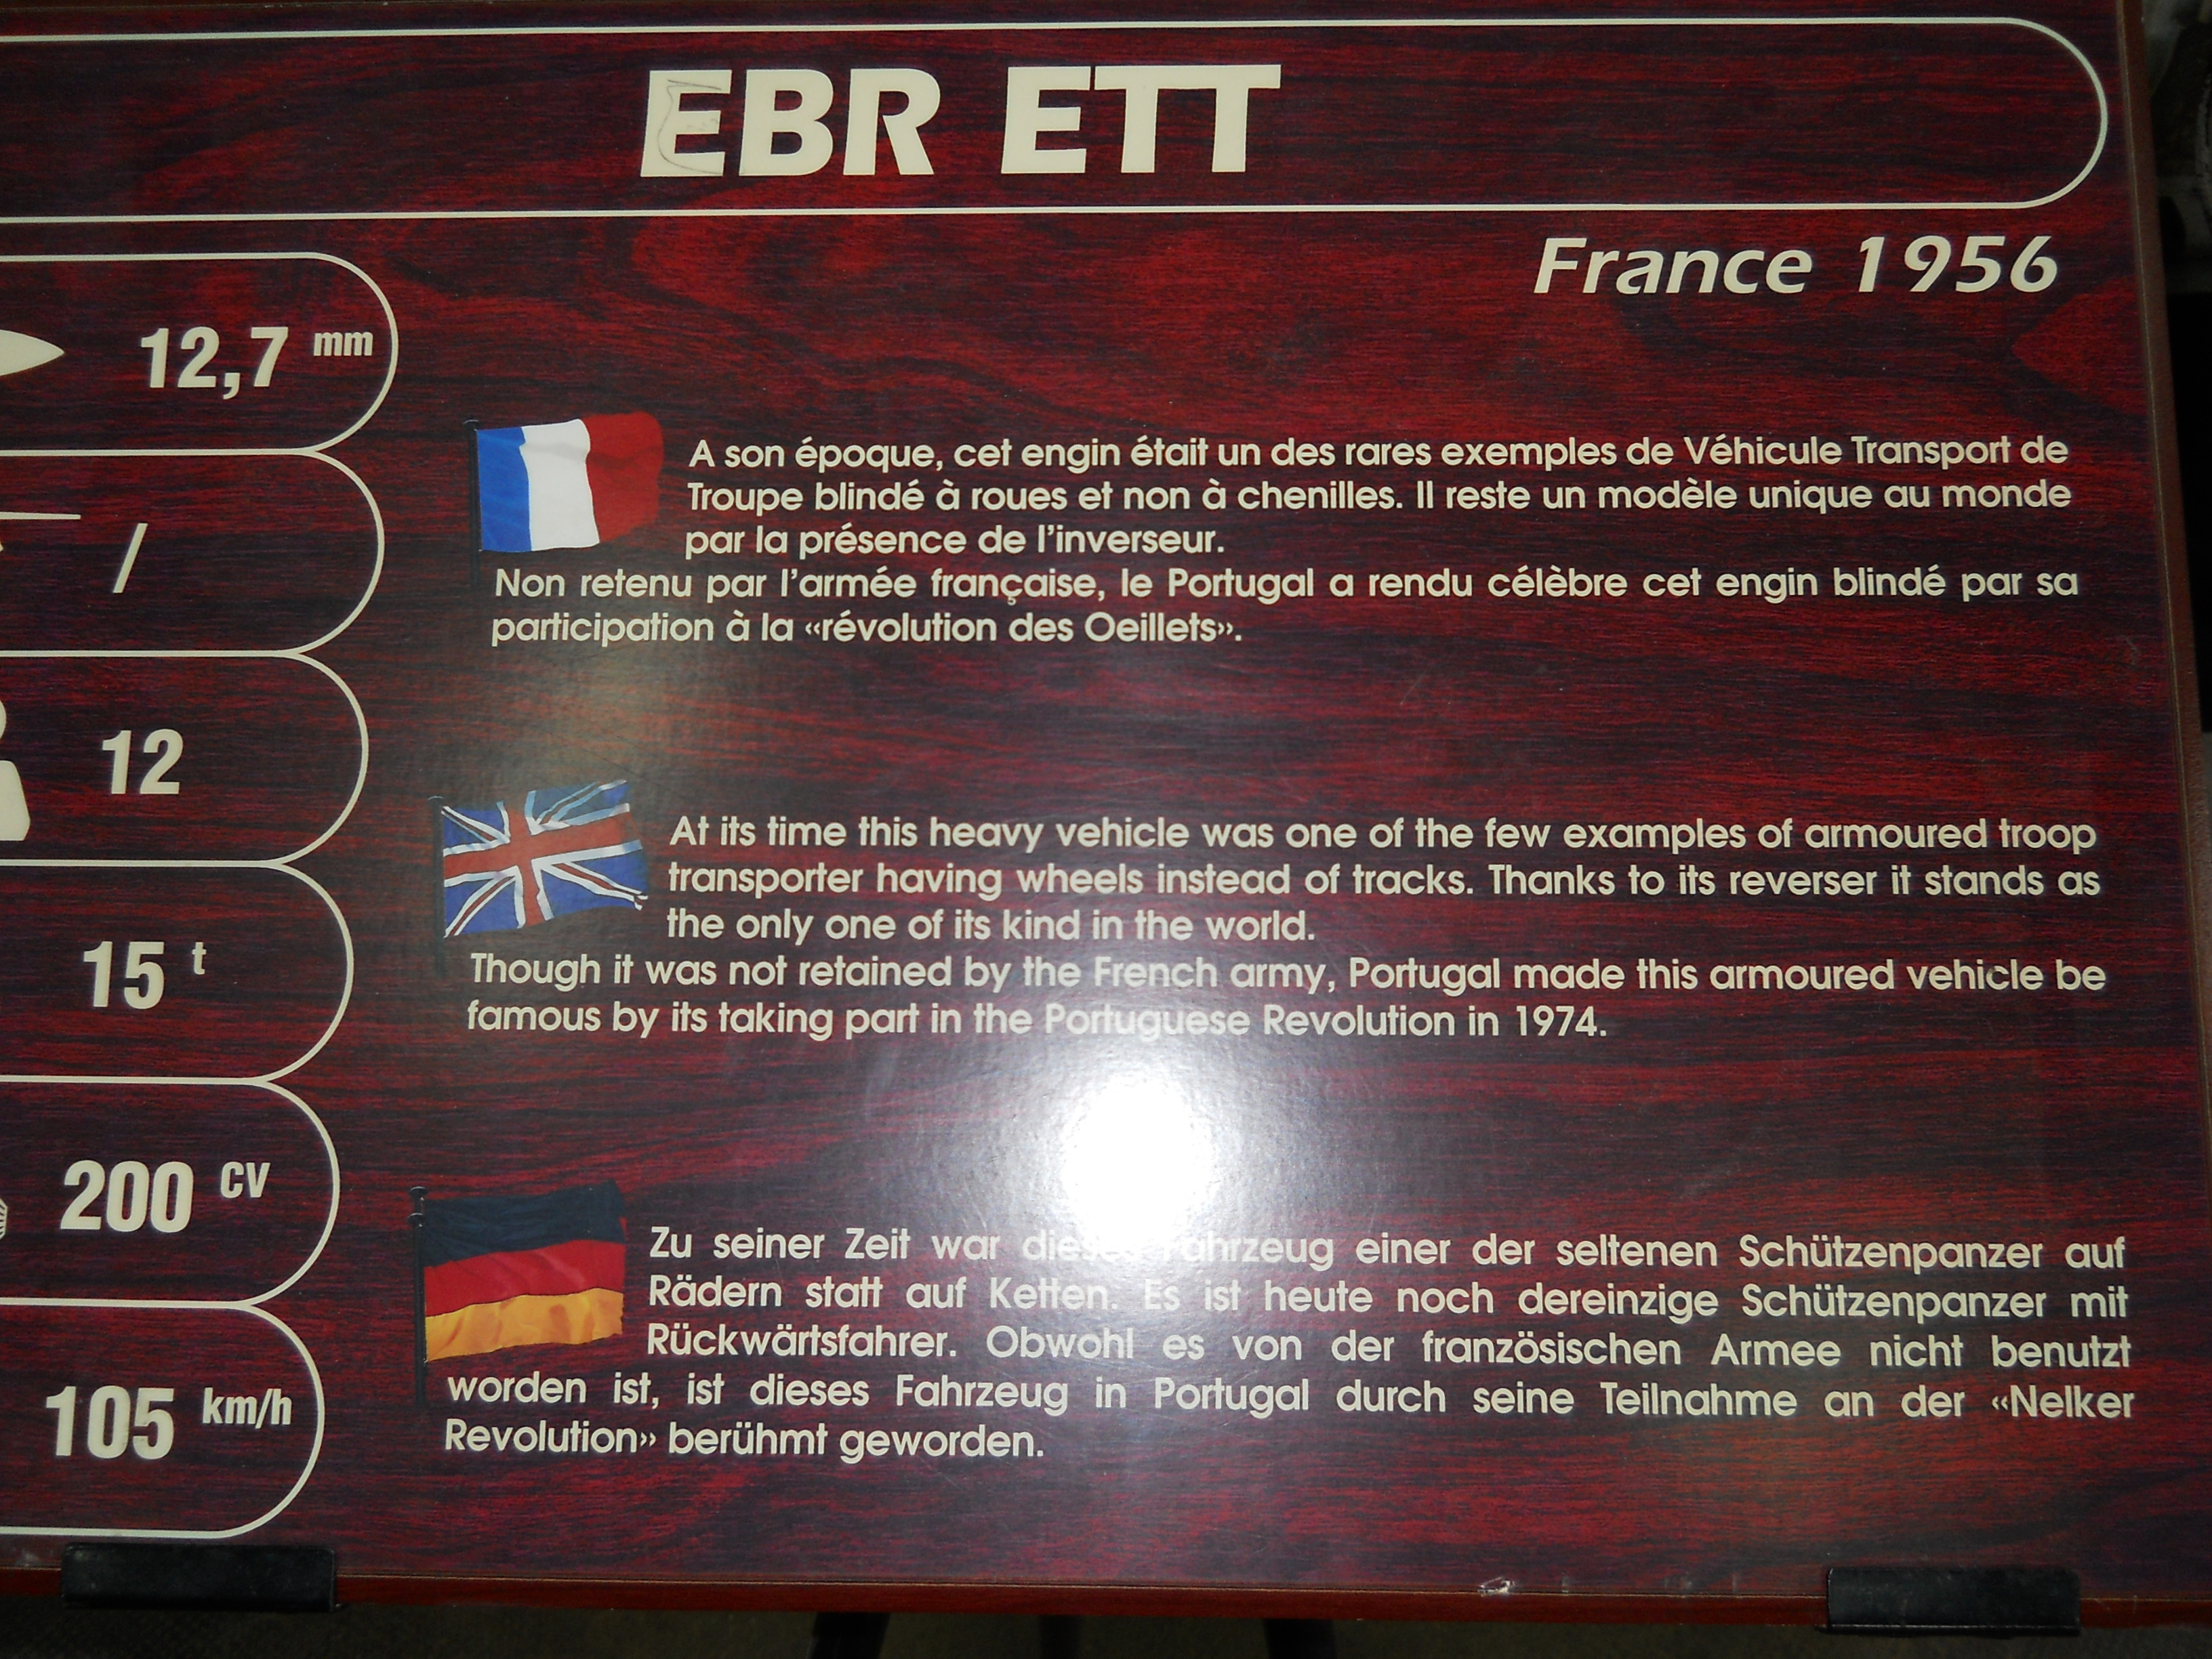 EBR ETT
France 1956
12,7 mm
/
12
15 t
200 CV
105 km/h
A son époque, cet engin était un des rares exemples de Véhicule Transport de
Troupe blindé à roues et non à chenilles. Il reste un modèle unique au monde
par la présence de l'inverseur.
Non retenu par l'armée française, le Portugal a rendu célèbre cet engin blindé par sa
participation à la «révolution des Oeillets».
At its time this heavy vehicle was one of the few examples of armoured troop
transporter having wheels instead of tracks. Thanks to its reverser it stands as
the only one of its kind in the world.
Though it was not retained by the French army, Portugal made this armoured vehicle be
famous by its taking part in the Portuguese Revolution in 1974.
Zu seiner Zeit war dieses Fahrzeug einer der seltenen Schützenpanzer auf
Rädern statt auf Ketten. Es ist heute noch dereinzige Schützenpanzer mit
Rückwärtsfahrer. Obwohl es von der französischen Armee nicht benutzt
worden ist, ist dieses Fahrzeug in Portugal durch seine Teilnahme an der «Nelker
Revolution» berühmt geworden.